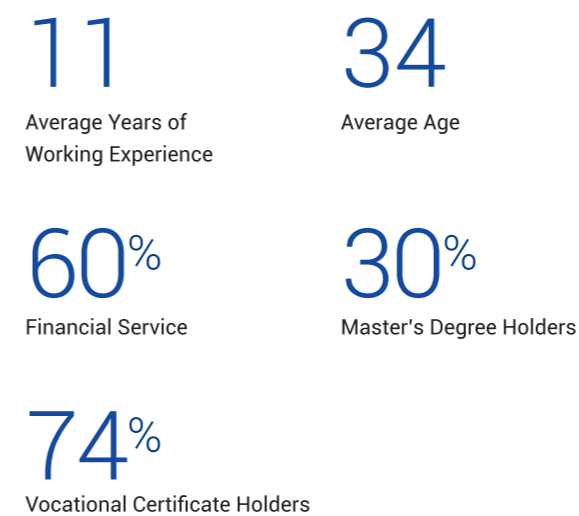 11
Average Years of
Working Experience
34
Average Age
60%
Financial Service
30%
Master's Degree Holders
74%
Vocational Certificate Holders